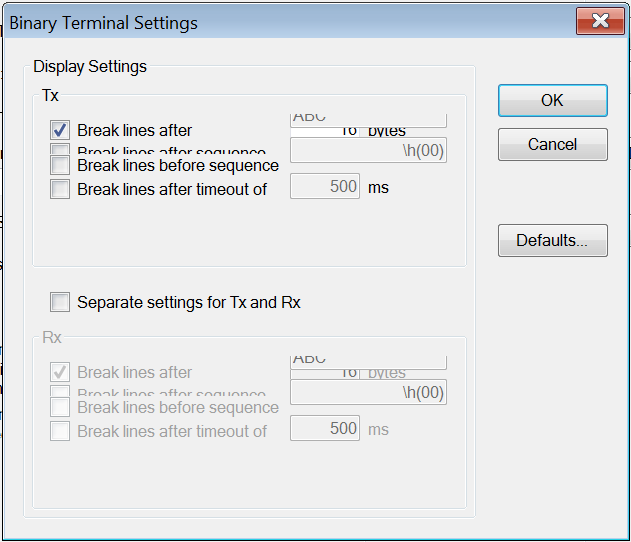 Binary Terminal Settings
Display Settings
Tx
ABC
Break lines after 16 bytes
Break lines after sequence
\h(00)
Break lines before sequence
Break lines after timeout of 500 ms
Separate settings for Tx and Rx
Rx
ABC
Break lines after 16 bytes
Break lines after sequence
\h(00)
Break lines before sequence
Break lines after timeout of 500 ms
OK
Cancel
Defaults...